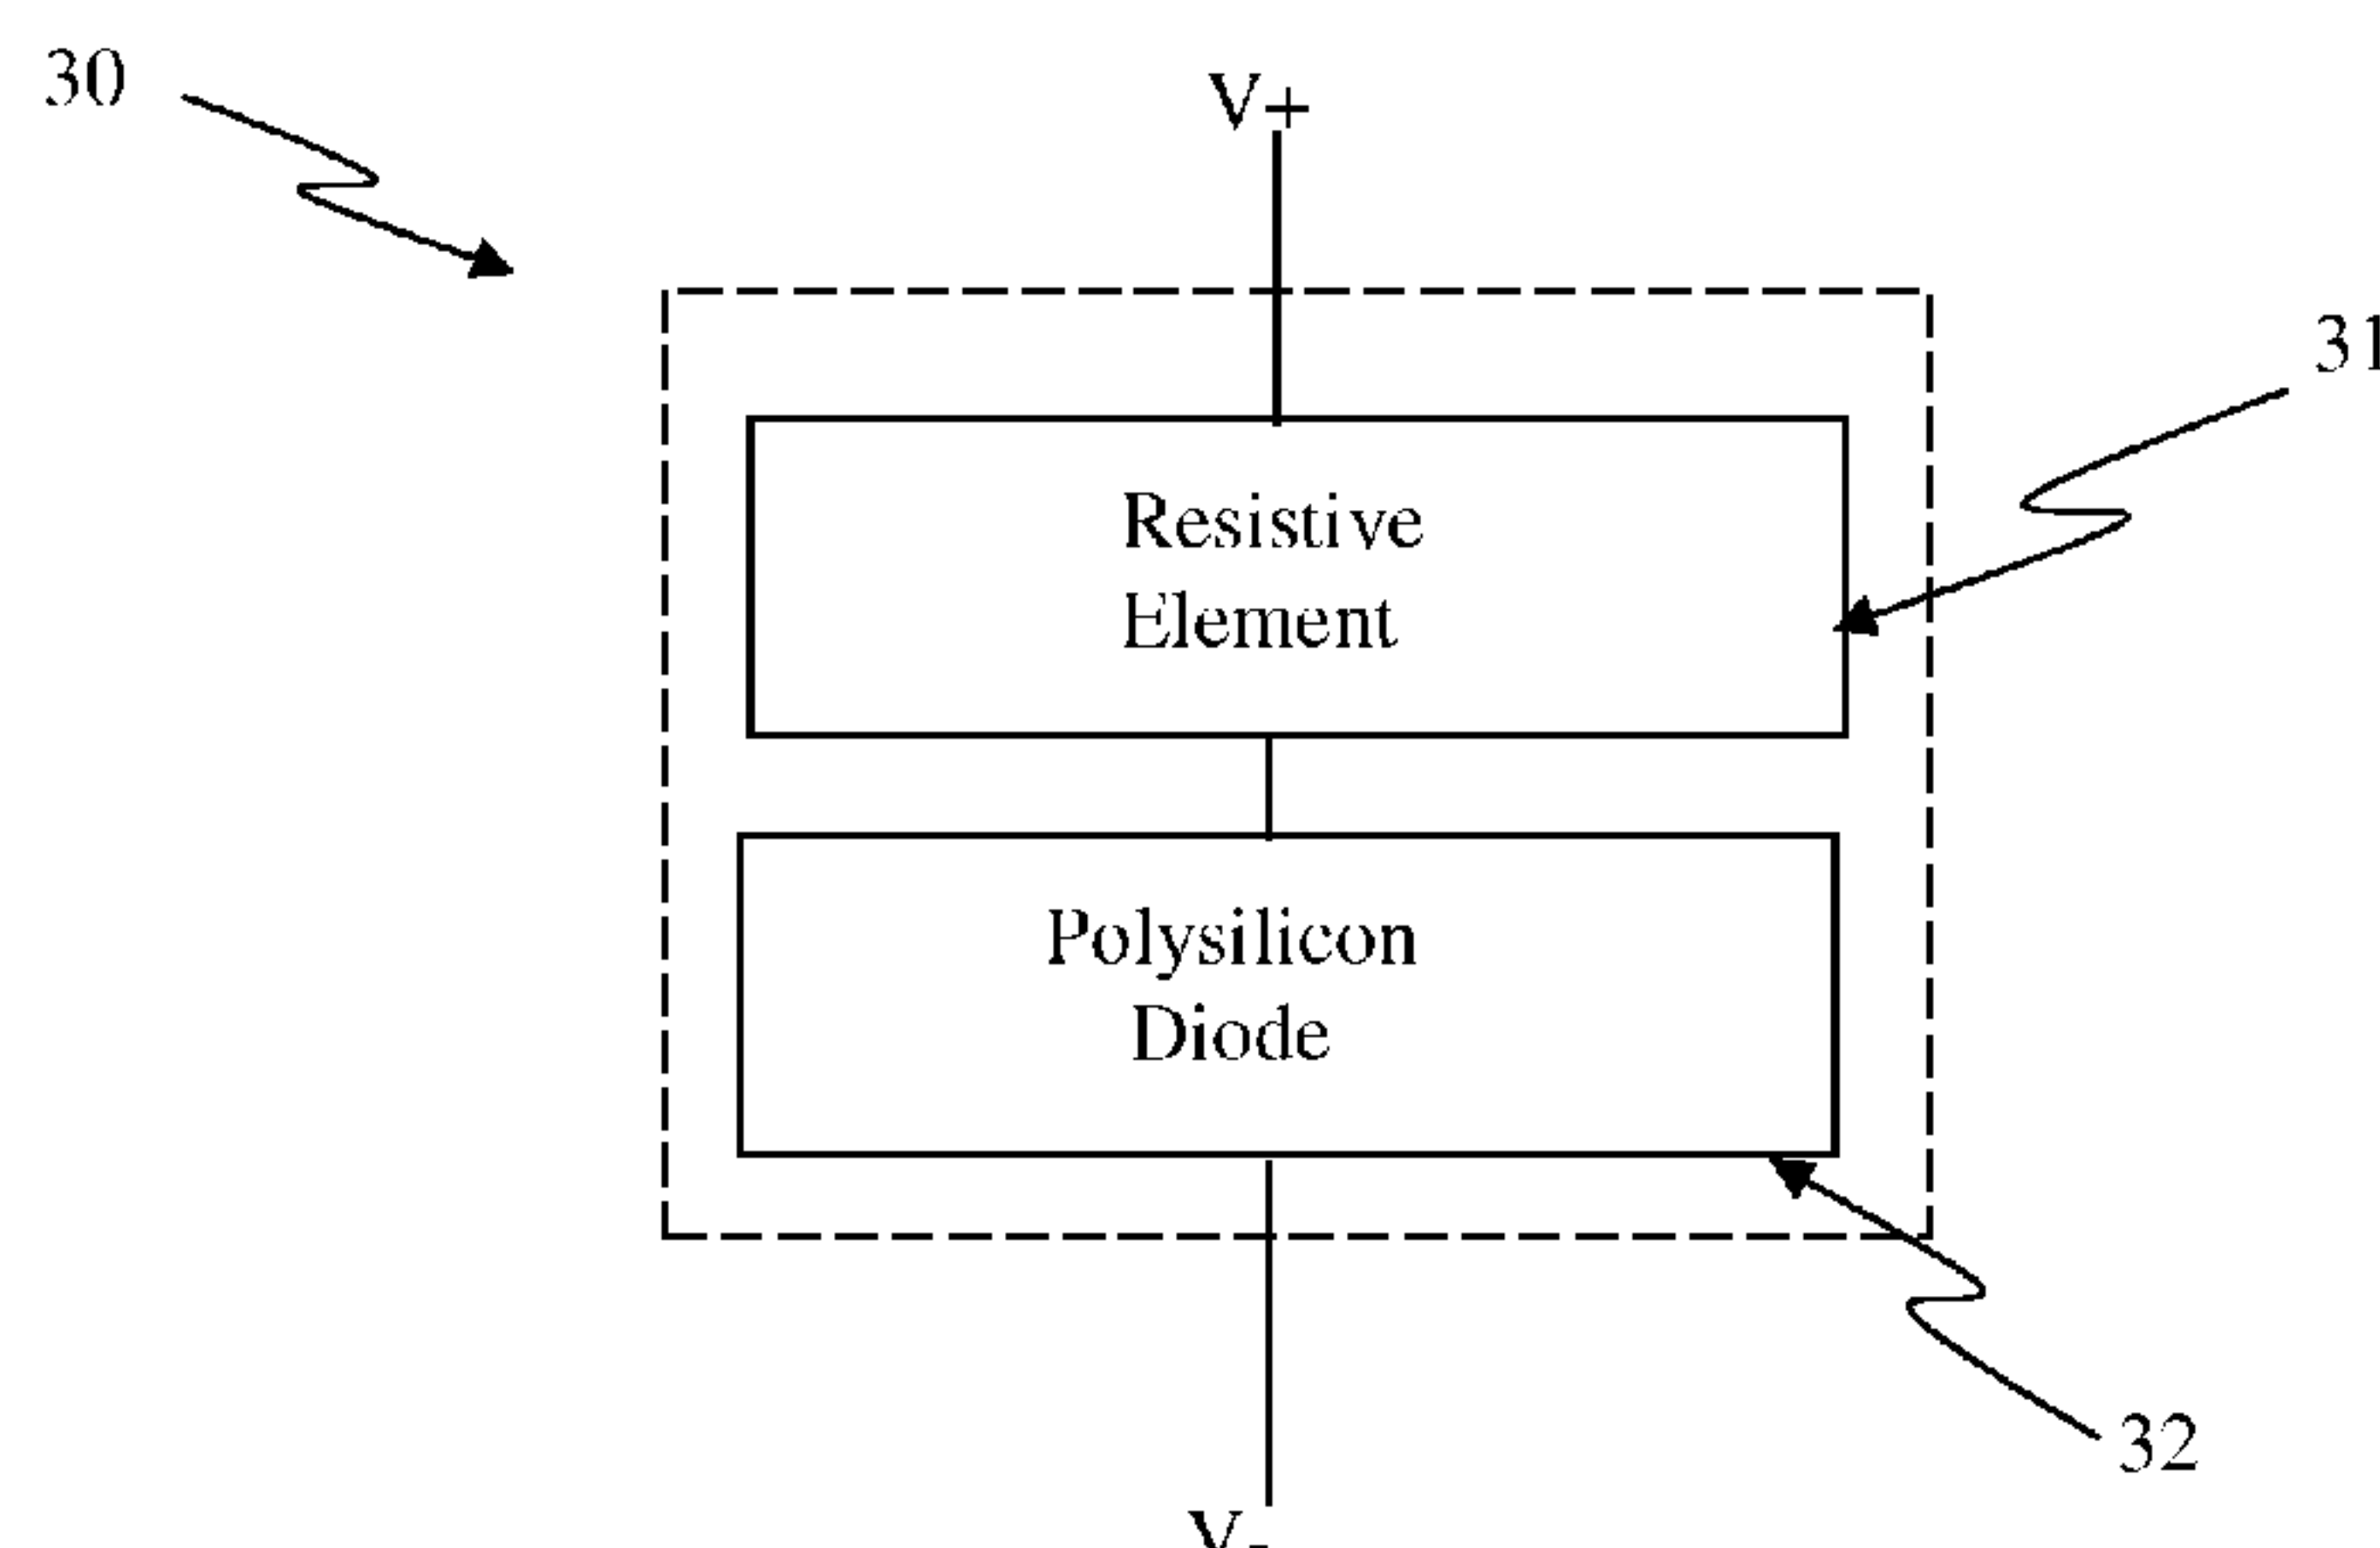 30
V+
31
Resistive
Element
Polysilicon
Diode
32
V-